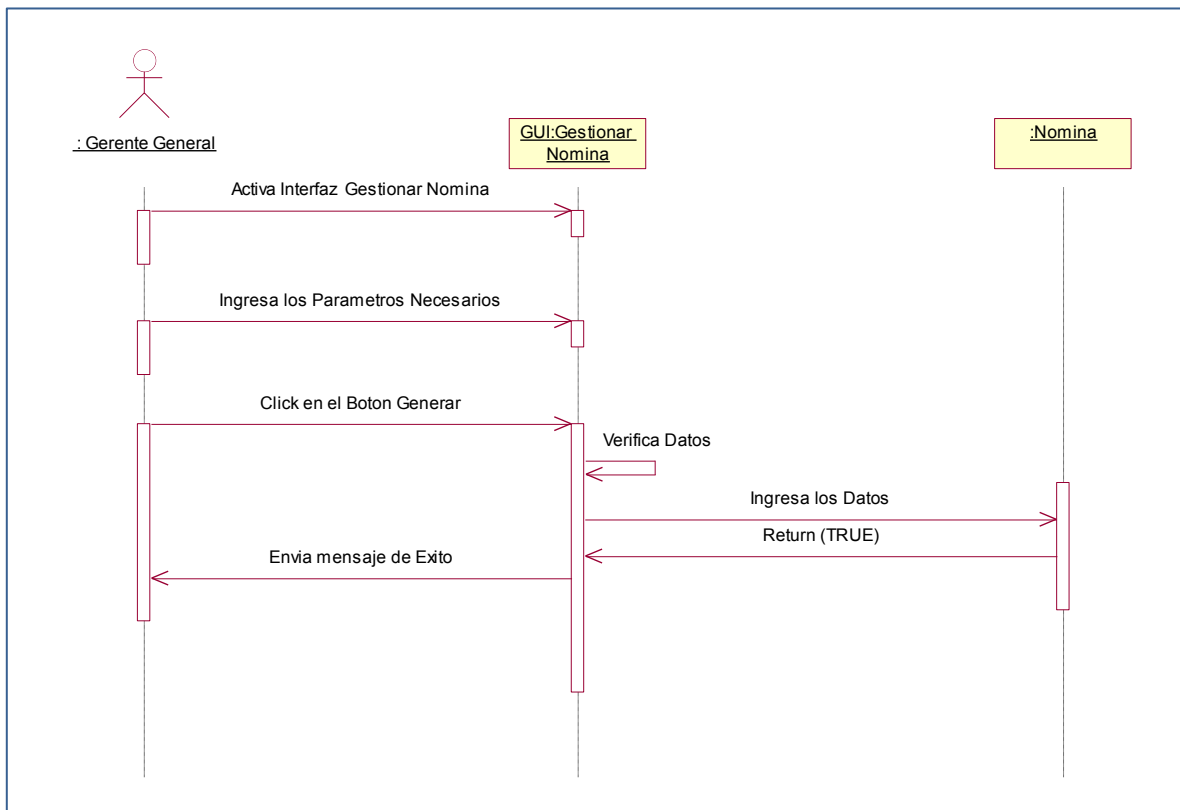 : Gerente General
GUI:Gestionar
Nomina
:Nomina
Activa Interfaz Gestionar Nomina
Ingresa los Parametros Necesarios
Click en el Boton Generar
Verifica Datos
Ingresa los Datos
Return (TRUE)
Envia mensaje de Exito